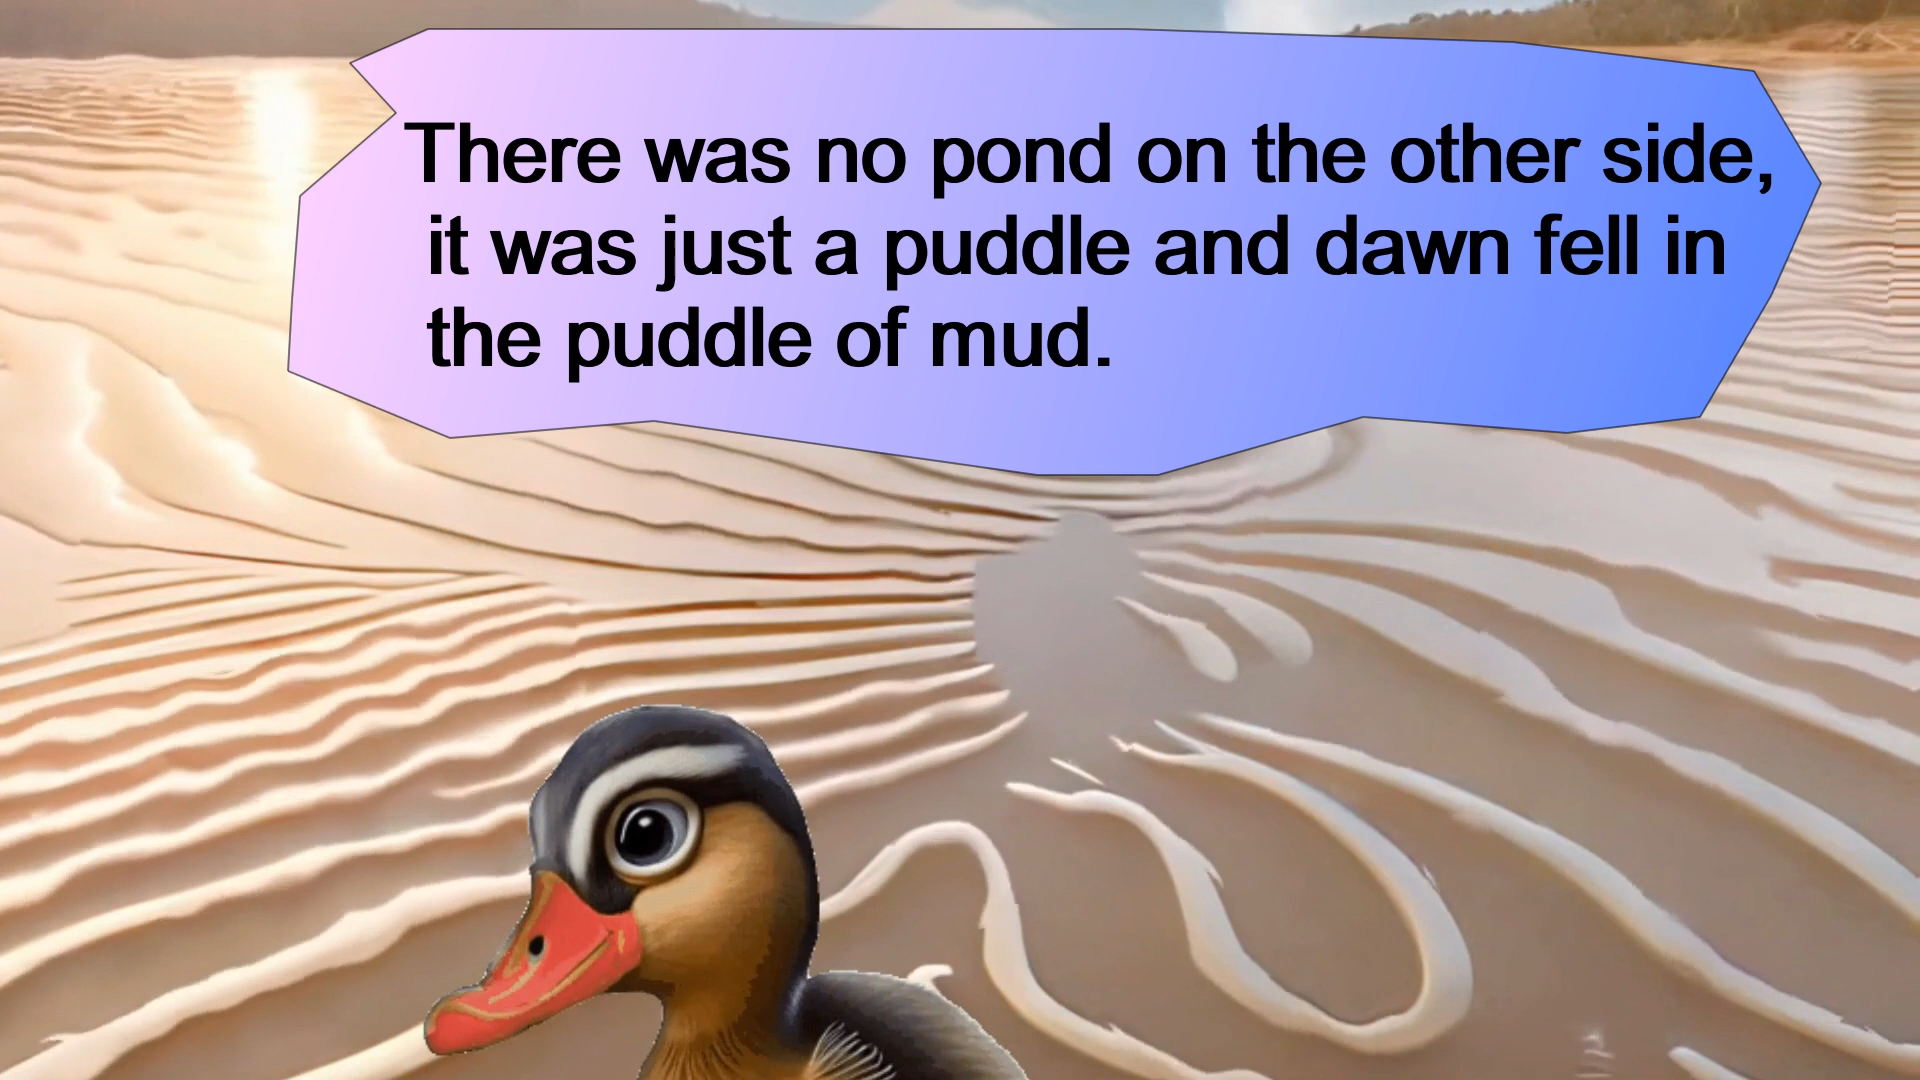 There was no pond on the other side,
it was just a puddle and dawn fell in
the puddle of mud.